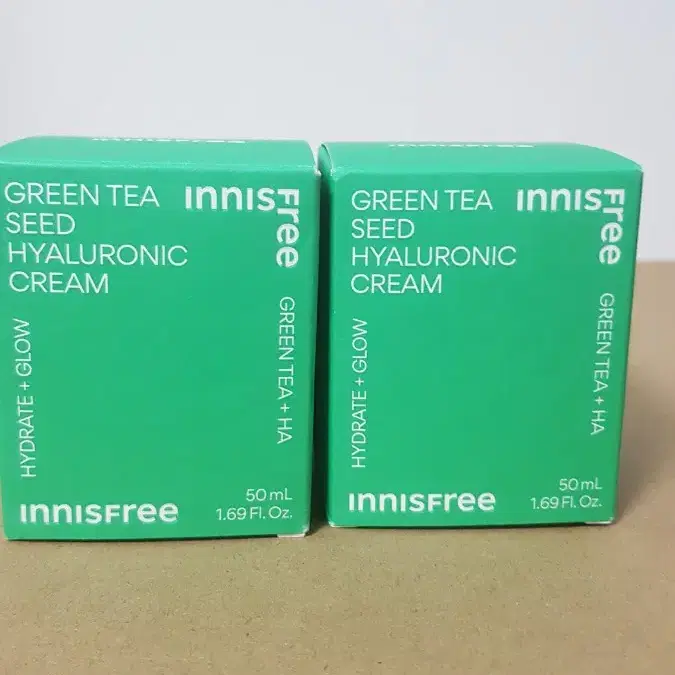 GREEN TEA
SEED
HYALURONIC
CREAM
innisFree
HYDRATE + GLOW
GREEN TEA + HA
innisFree
50 mL
1.69 Fl. Oz.
GREEN TEA
SEED
HYALURONIC
CREAM
innisFree
HYDRATE + GLOW
GREEN TEA + HA
innisFree
50 mL
1.69 Fl. Oz.